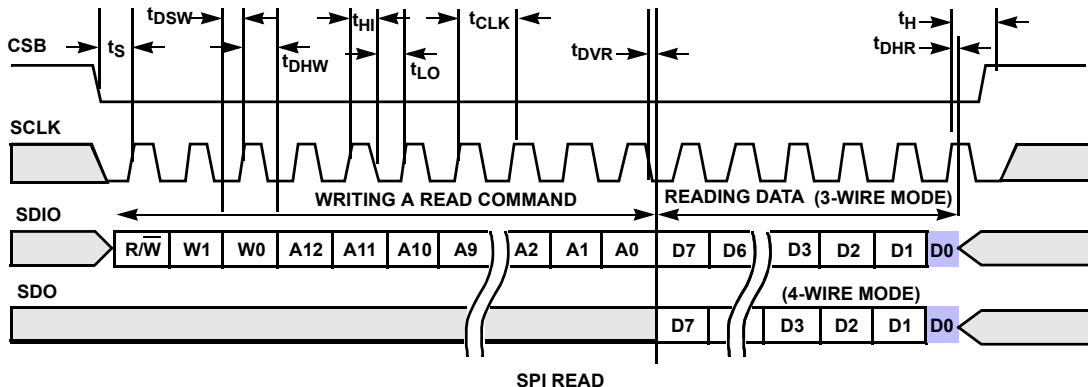 tDSW
tHI
tCLK
tH
CSB
tS
tDHW
tLO
tDVR
tDHR
SCLK
WRITING A READ COMMAND
READING DATA
(3-WIRE MODE)
SDIO
R/W W1 W0 A12 A11 A10 A9 A2 A1 A0 D7 D6 D3 D2 D1 D0
SDO
(4-WIRE MODE)
D7 D3 D2 D1 D0
SPI READ